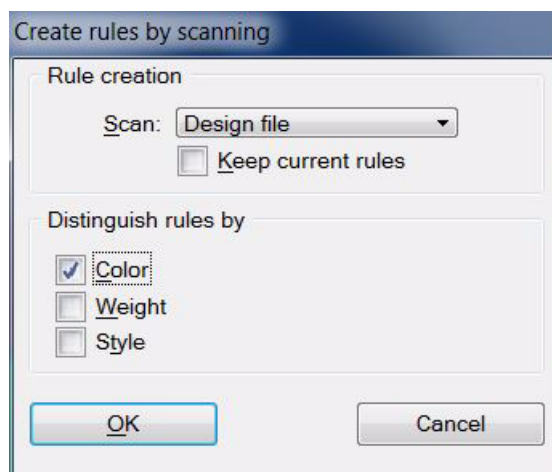 Create rules by scanning
Rule creation
Scan: Design file
Keep current rules
Distinguish rules by
Color
Weight
Style
OK Cancel